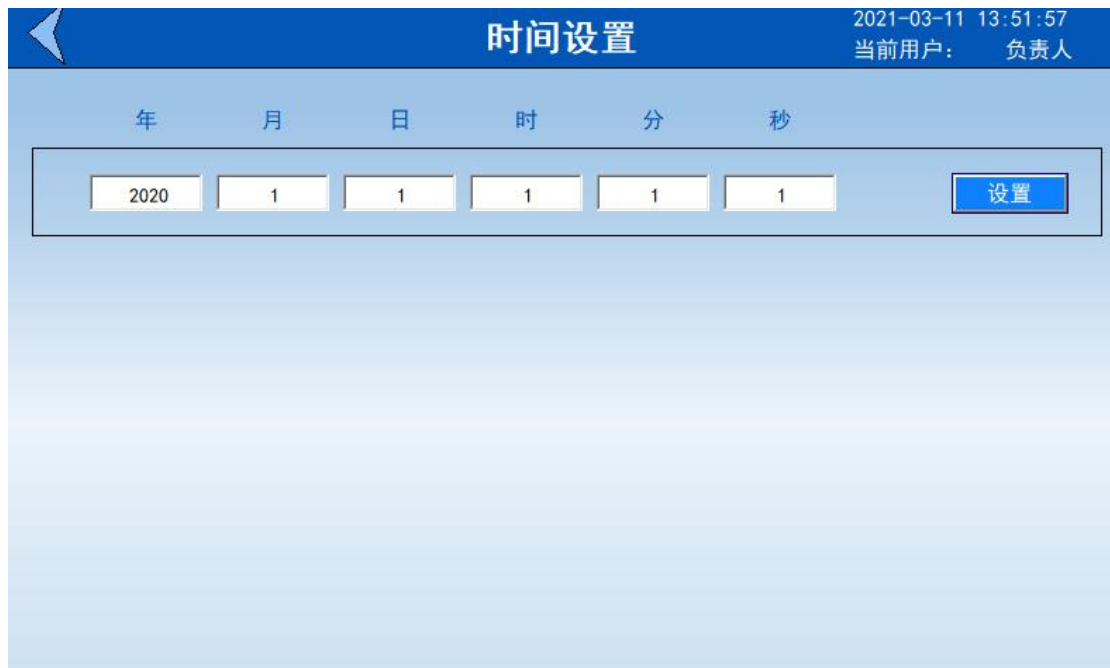 时间设置
2021-03-11 13:51:57
当前用户： 负责人
年 月 日 时 分 秒
2020 1 1 1 1 1 设置